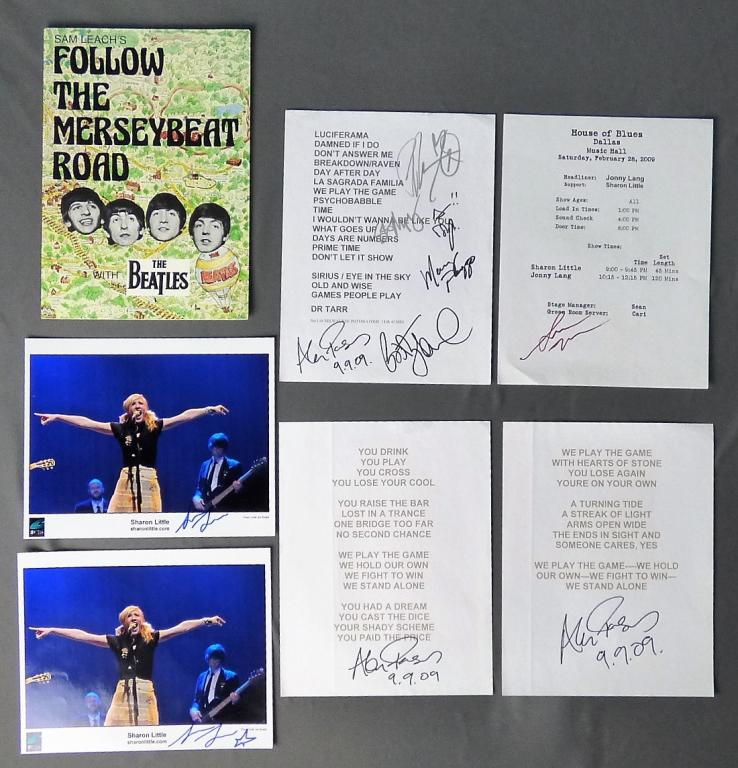 SAM LEACH'S
FOLLOW
THE
MERSEYBEAT
ROAD
WITH THE
BEATLES
LUCIFERAMA
DAMNED IF I DO
DON'T ANSWER ME
BREAKDOWN/RAVEN
DAY AFTER DAY
LA SAGRADA FAMILIA
WE PLAY THE GAME
PSYCHOBABBLE
TIME
I WOULDN'T WANNA BE LIKE YOU
WHAT GOES UP
DAYS ARE NUMBERS
PRIME TIME
DON'T LET IT SHOW
SIRIUS / EYE IN THE SKY
OLD AND WISE
GAMES PEOPLE PLAY
DR TARR
9.9.09.
House of Blues
Dallas
Music Hall
Saturday, February 28, 2009
Headliner: Jonny Lang
Support: Sharon Little
Show Ages: All
Load In Times: 1:00 PM
Sound Check: 4:00 PM
Door Time: 8:00 PM
Show Times:
Time Set Length
Sharon Little 9:00 - 9:45 PM 45 Mins
Jonny Lang 10:15 - 12:15 PM 120 Mins
Stage Manager: Sean
Green Room Server: Cari
Sharon Little
sharonlittle.com
Sharon Little
sharonlittle.com
YOU DRINK
YOU PLAY
YOU CROSS
YOU LOSE YOUR COOL
YOU RAISE THE BAR
LOST IN A TRANCE
ONE BRIDGE TOO FAR
NO SECOND CHANCE
WE PLAY THE GAME
WE HOLD OUR OWN
WE FIGHT TO WIN
WE STAND ALONE
YOU HAD A DREAM
YOU CAST THE DICE
YOUR SHADY SCHEME
YOU PAID THE PRICE
Alan Parsons
9.9.09
WE PLAY THE GAME
WITH HEARTS OF STONE
YOU LOSE AGAIN
YOURE ON YOUR OWN
A TURNING TIDE
A STREAK OF LIGHT
ARMS OPEN WIDE
THE ENDS IN SIGHT AND
SOMEONE CARES, YES
WE PLAY THE GAME----WE HOLD
OUR OWN---WE FIGHT TO WIN---
WE STAND ALONE
Alan Parsons
9.9.09.